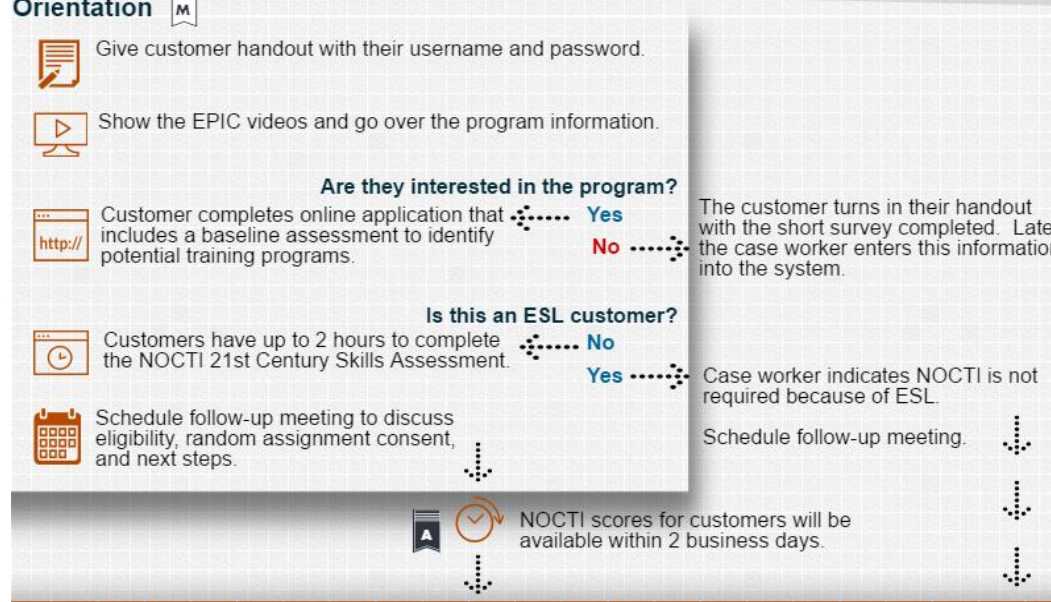 Orientation M
Give customer handout with their username and password.
Show the EPIC videos and go over the program information.
Are they interested in the program?
Customer completes online application that
includes a baseline assessment to identify
potential training programs.
http://
Yes
No
The customer turns in their handout
with the short survey completed. Late
the case worker enters this information
into the system.
Is this an ESL customer?
Customers have up to 2 hours to complete
the NOCTI 21st Century Skills Assessment.
No
Yes
Case worker indicates NOCTI is not
required because of ESL.
Schedule follow-up meeting to discuss
eligibility, random assignment consent,
and next steps.
Schedule follow-up meeting.
A
NOCTI scores for customers will be
available within 2 business days.